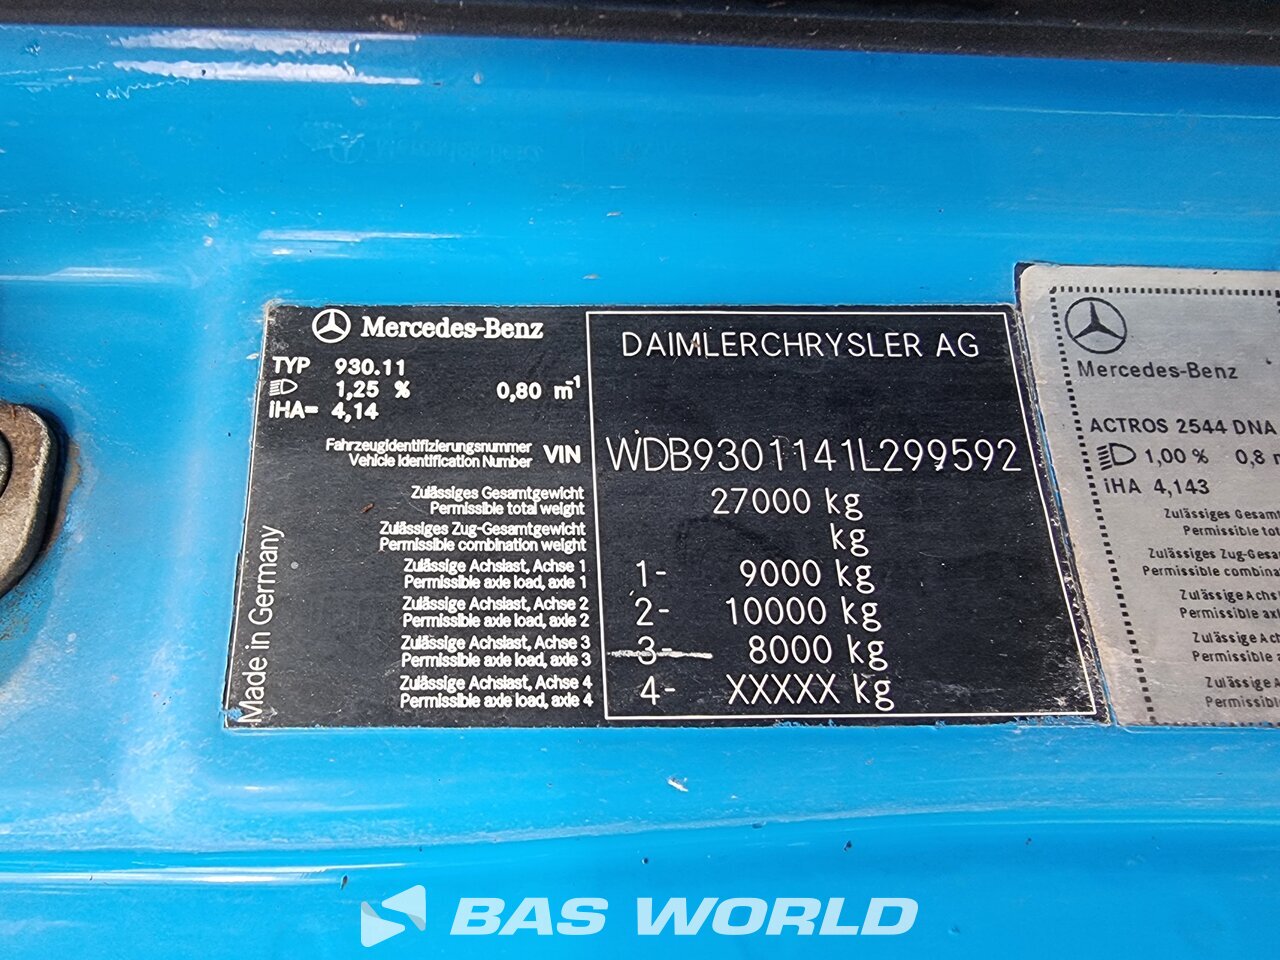 Mercedes-Benz
TYP 930.11
1,25 % 0,80 m⁻¹
iHA= 4,14
Fahrzeugidentifizierungsnummer
Vehicle Identification Number VIN
Zulässiges Gesamtgewicht
Permissible total weight
Zulässiges Zug-Gesamtgewicht
Permissible combination weight
Zulässige Achslast, Achse 1
Permissible axle load, axle 1
Zulässige Achslast, Achse 2
Permissible axle load, axle 2
Zulässige Achslast, Achse 3
Permissible axle load, axle 3
Zulässige Achslast, Achse 4
Permissible axle load, axle 4
Made in Germany
DAIMLERCHRYSLER AG
WDB9301141L299592
27000 kg
kg
1- 9000 kg
2- 10000 kg
3- 8000 kg
4- XXXXX kg
Mercedes-Benz
ACTROS 2544 DNA
1,00 % 0,8
iHA 4,143
Zulässiges Gesamtge
Permissible total
Zulässiges Zug-Gesa
Permissible combina
Zulässige Achs
Permissible axle
Zulässige Ach
Permissible a
Zulässige A
Permissibl
BAS WORLD